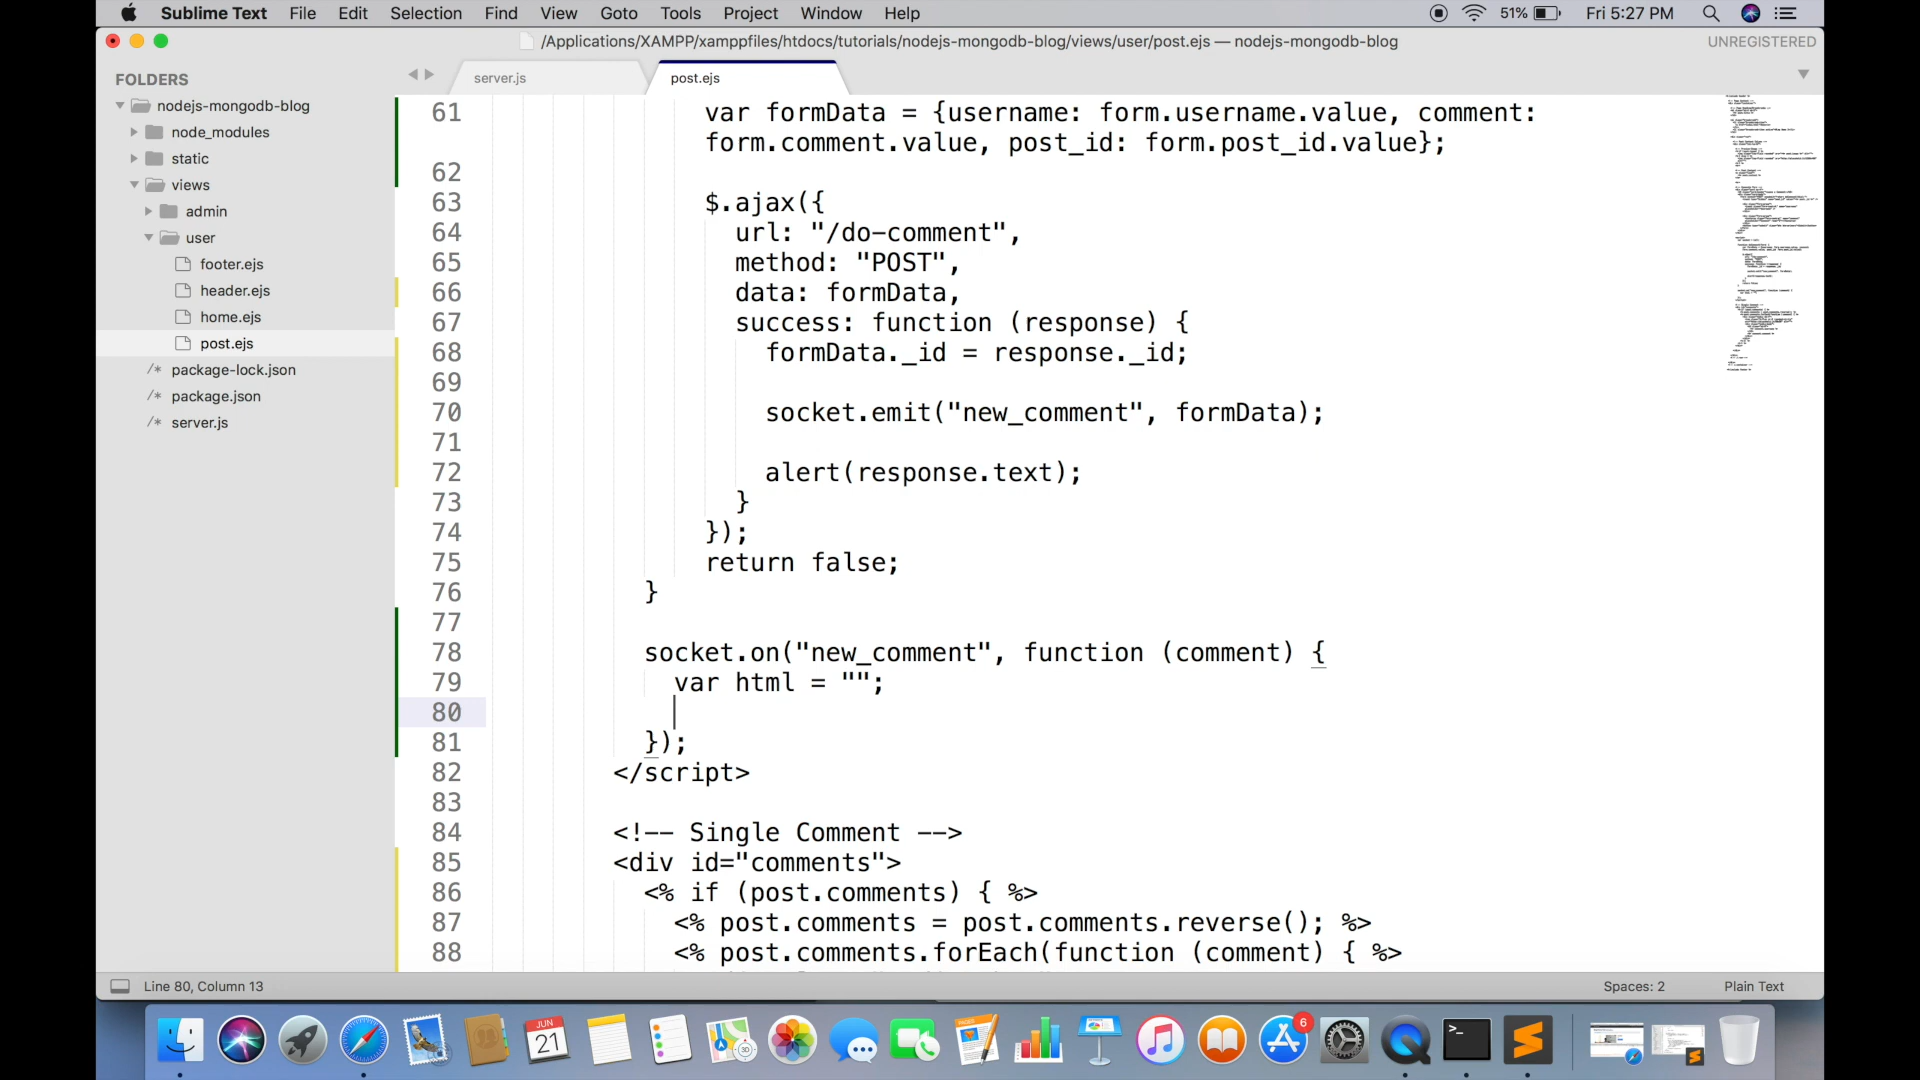 Sublime Text File Edit Selection Find View Goto Tools Project Window Help 51% Fri 5:27 PM
/Applications/XAMPP/xamppfiles/htdocs/tutorials/nodejs-mongodb-blog/views/user/post.ejs — nodejs-mongodb-blog UNREGISTERED
FOLDERS
nodejs-mongodb-blog
node_modules
static
views
admin
user
footer.ejs
header.ejs
home.ejs
post.ejs
/* package-lock.json
/* package.json
/* server.js
server.js post.ejs
61 var formData = {username: form.username.value, comment:
form.comment.value, post_id: form.post_id.value};
62
63 $.ajax({
64 url: "/do-comment",
65 method: "POST",
66 data: formData,
67 success: function (response) {
68 formData._id = response._id;
69
70 socket.emit("new_comment", formData);
71
72 alert(response.text);
73 }
74 });
75 return false;
76 }
77
78 socket.on("new_comment", function (comment) {
79 var html = "";
80
81 });
82 </script>
83
84 <!-- Single Comment -->
85 <div id="comments">
86 <% if (post.comments) { %>
87 <% post.comments = post.comments.reverse(); %>
88 <% post.comments.forEach(function (comment) { %>
Line 80, Column 13 Spaces: 2 Plain Text
JUN
21
6